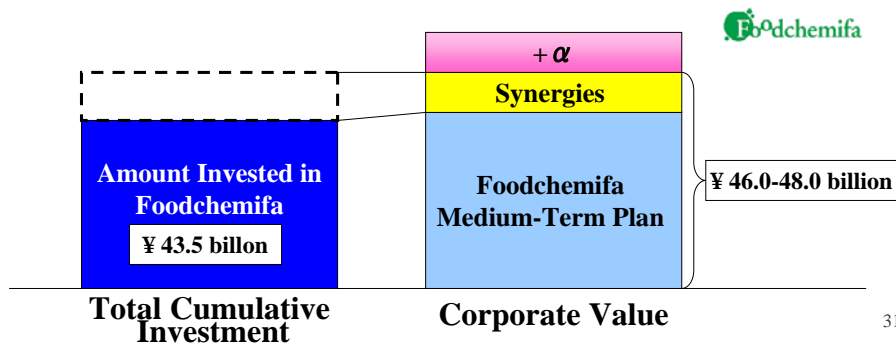 Foodchemifa
+ α
Synergies
Amount Invested in
Foodchemifa
¥ 43.5 billon
Foodchemifa
Medium-Term Plan
¥ 46.0-48.0 billion
Total Cumulative
Investment
Corporate Value
31